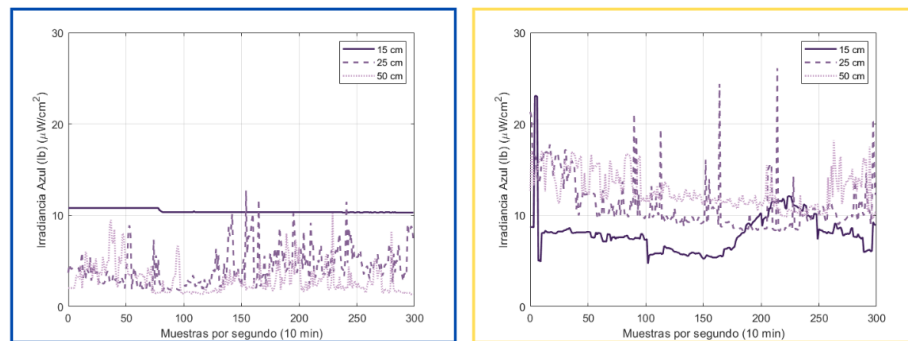 30
20
10
0
Irradiancia Azul (Ib) (μW/cm²)
15 cm
25 cm
50 cm
0 50 100 150 200 250 300
Muestras por segundo (10 min)
30
20
10
0
Irradiancia Azul (Ib) (μW/cm²)
15 cm
25 cm
50 cm
0 50 100 150 200 250 300
Muestras por segundo (10 min)